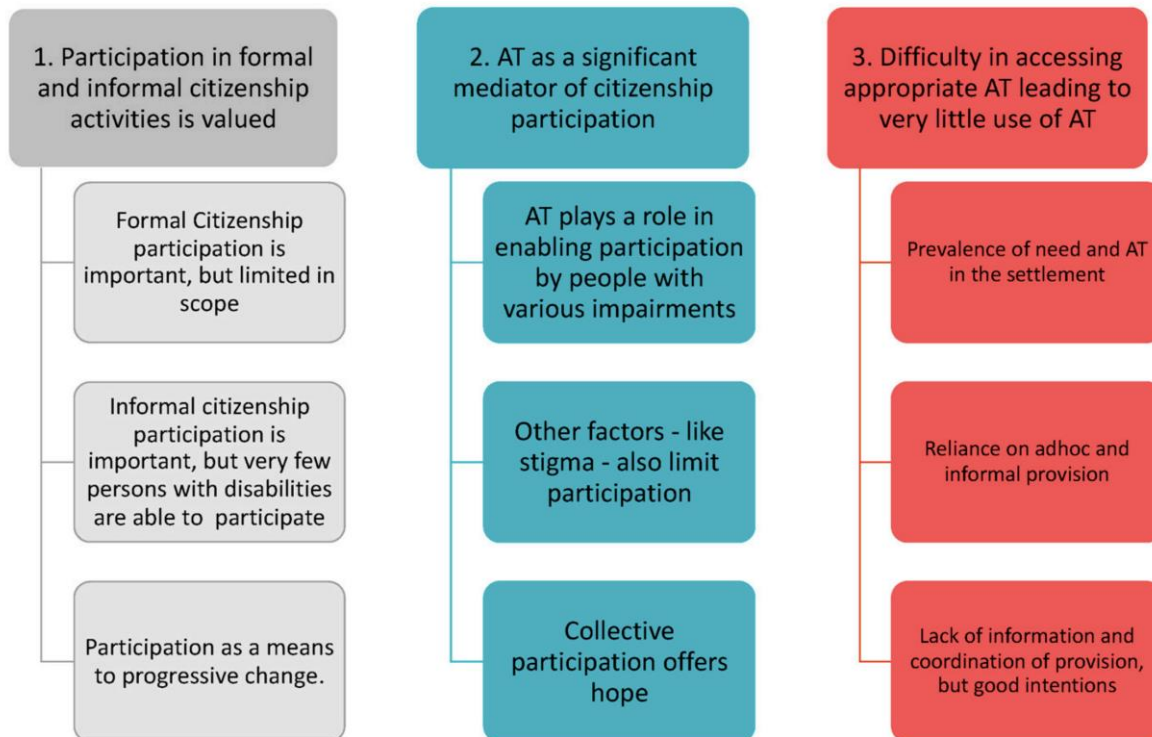 1. Participation in formal
and informal citizenship
activities is valued
Formal Citizenship
participation is
important, but limited in
scope
Informal citizenship
participation is
important, but very few
persons with disabilities
are able to participate
Participation as a means
to progressive change.
2. AT as a significant
mediator of citizenship
participation
AT plays a role in
enabling participation
by people with
various impairments
Other factors - like
stigma - also limit
participation
Collective
participation offers
hope
3. Difficulty in accessing
appropriate AT leading to
very little use of AT
Prevalence of need and AT
in the settlement
Reliance on adhoc and
informal provision
Lack of information and
coordination of provision,
but good intentions